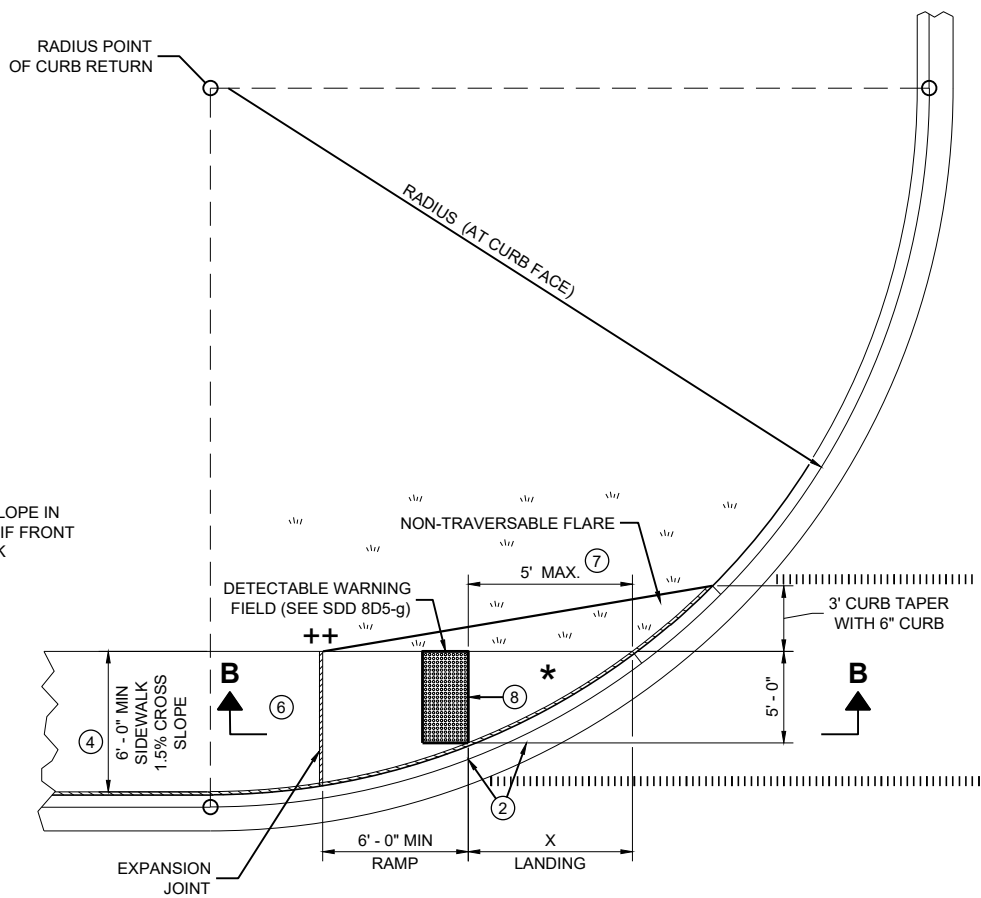 RADIUS POINT
OF CURB RETURN
RADIUS (AT CURB FACE)
LOPE IN
IF FRONT
K
NON-TRAVERSABLE FLARE
5' MAX. 7
DETECTABLE WARNING
FIELD (SEE SDD 8D5-g)
3' CURB TAPER
WITH 6" CURB
++
*
B
B
4
6' - 0" MIN
SIDEWALK
1.5% CROSS
SLOPE
6
8
5' - 0"
2
6' - 0" MIN
RAMP
X
LANDING
EXPANSION
JOINT